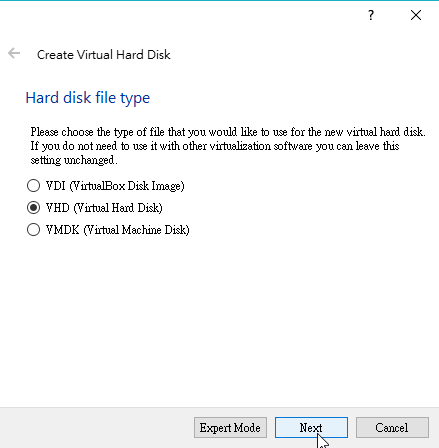 ?
Create Virtual Hard Disk
Hard disk file type
Please choose the type of file that you would like to use for the new virtual hard disk.
If you do not need to use it with other virtualization software you can leave this
setting unchanged.
VDI (VirtualBox Disk Image)
VHD (Virtual Hard Disk)
VMDK (Virtual Machine Disk)
Expert Mode Next Cancel